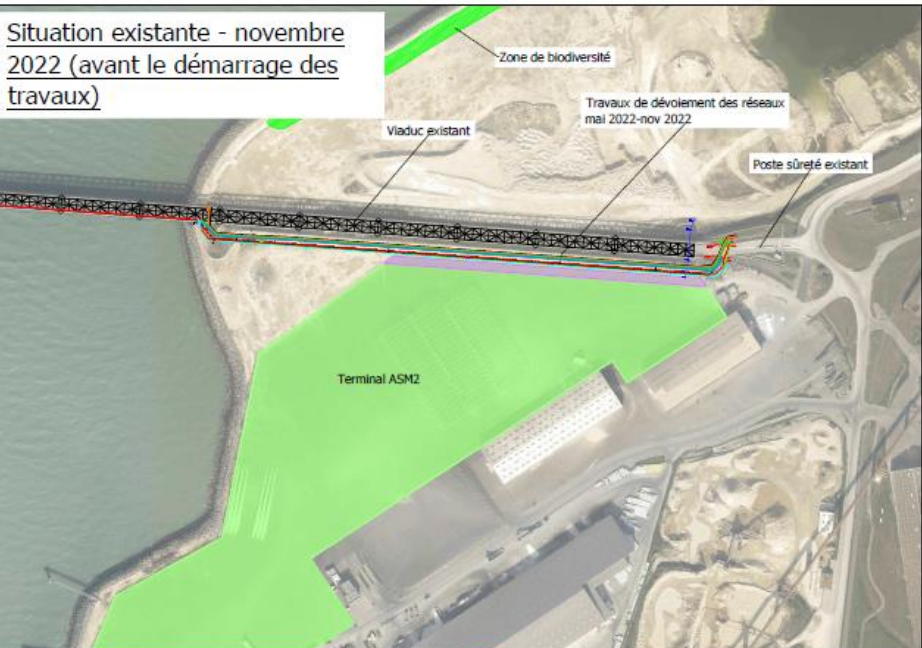 Situation existante - novembre
2022 (avant le démarrage des
travaux)
Zone de biodiversité
Travaux de dévoiement des réseaux
mai 2022-nov 2022
Viaduc existant
Poste sûreté existant
Terminal ASM2